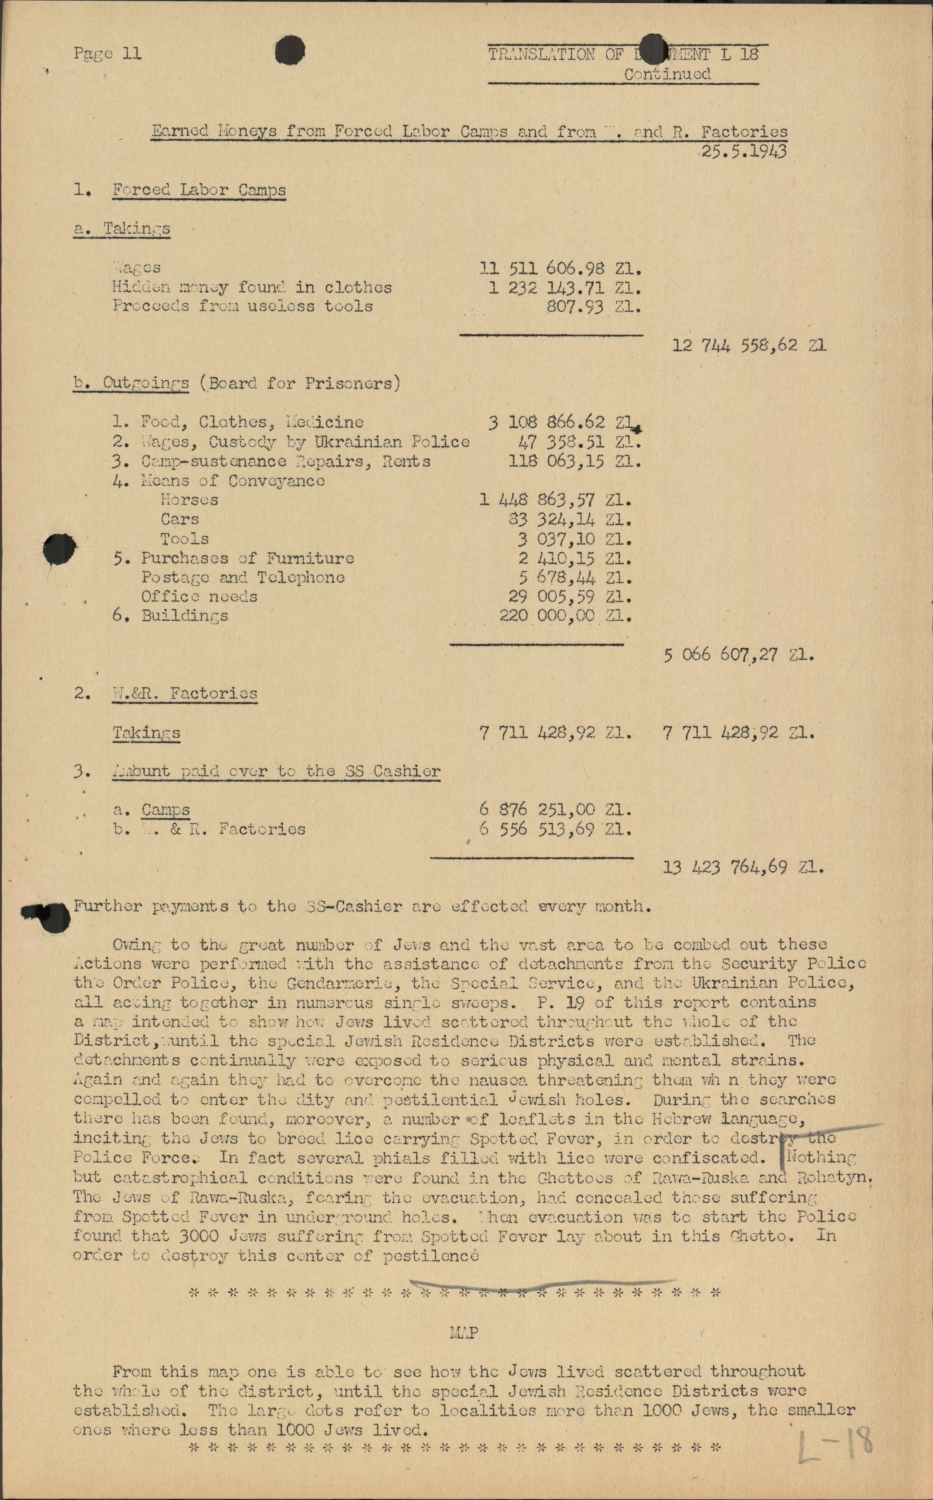 Page 11
TRANSLATION OF D MENT L 18
Continued
Earned Moneys from Forced Labor Camps and from . and R. Factories
25.5.1943
1. Forced Labor Camps
a. Takings
Wages 11 511 606.98 Zl.
Hidden money found in clothes 1 232 143.71 Zl.
Proceeds from useless tools 807.93 Zl.
12 744 558,62 Zl
b. Outgoings (Board for Prisoners)
1. Food, Clothes, Medicine 3 108 866.62 Zl.
2. Wages, Custody by Ukrainian Police 47 358.51 Zl.
3. Camp-sustenance Repairs, Rents 118 063,15 Zl.
4. Means of Conveyance
Horses 1 448 863,57 Zl.
Cars 83 324,14 Zl.
Tools 3 037,10 Zl.
5. Purchases of Furniture 2 410,15 Zl.
Postage and Telephone 5 678,44 Zl.
Office needs 29 005,59 Zl.
6. Buildings 220 000,00 Zl.
5 066 607,27 Zl.
2. W.&R. Factories
Takings 7 711 428,92 Zl. 7 711 428,92 Zl.
3. Ambunt paid over to the SS Cashier
a. Camps 6 876 251,00 Zl.
b. W. & R. Factories 6 556 513,69 Zl.
13 423 764,69 Zl.
Further payments to the SS-Cashier are effected every month.
Owing to the great number of Jews and the vast area to be combed out these
Actions were performed with the assistance of detachments from the Security Police
the Order Police, the Gendarmerie, the Special Service, and the Ukrainian Police,
all acting together in numerous single sweeps. P. 19 of this report contains
a map intended to show how Jews lived scattered throughout the whole of the
District, until the special Jewish Residence Districts were established. The
detachments continually were exposed to serious physical and mental strains.
Again and again they had to overcome the nausea threatening them wh n they were
compelled to enter the dity and pestilential Jewish holes. During the searches
there has been found, moreover, a number of leaflets in the Hebrew language,
inciting the Jews to breed lice carrying Spotted Fever, in order to destroy the
Police Force. In fact several phials filled with lice were confiscated. Nothing
but catastrophical conditions were found in the Ghettoes of Rawa-Ruska and Rohatyn.
The Jews of Rawa-Ruska, fearing the evacuation, had concealed those suffering
from Spotted Fever in underground holes. When evacuation was to start the Police
found that 3000 Jews suffering from Spotted Fever lay about in this Ghetto. In
order to destroy this center of pestilence
* * * * * * * * * * * * * * * * * * * * * * * * * * * *
MAP
From this map one is able to see how the Jews lived scattered throughout
the whole of the district, until the special Jewish Residence Districts were
established. The large dots refer to localities more than 1000 Jews, the smaller
ones where less than 1000 Jews lived.
* * * * * * * * * * * * * * * * * * * * * * * * * * * *
L-18